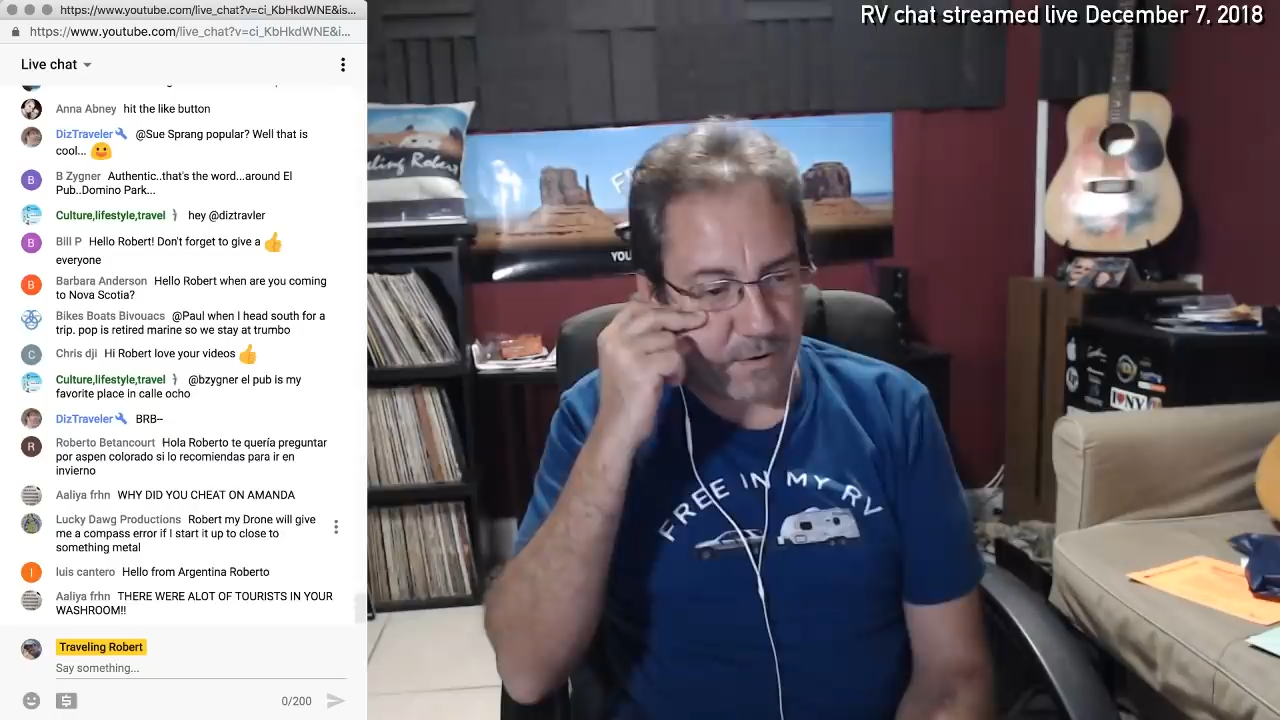 https://www.youtube.com/live_chat?v=ci_KbHkdWNE&is...
https://www.youtube.com/live_chat?v=ci_KbHkdWNE&i...
Live chat
Anna Abney hit the like button
DizTraveler @Sue Sprang popular? Well that is
cool...
B Zygner Authentic..that's the word...around El
Pub..Domino Park...
Culture,lifestyle,travel hey @diztravler
Bill P Hello Robert! Don't forget to give a
everyone
Barbara Anderson Hello Robert when are you coming
to Nova Scotia?
Bikes Boats Bivouacs @Paul when I head south for a
trip. pop is retired marine so we stay at trumbo
Chris dji Hi Robert love your videos
Culture,lifestyle,travel @bzygner el pub is my
favorite place in calle ocho
DizTraveler BRB--
Roberto Betancourt Hola Roberto te quería preguntar
por aspen colorado si lo recomiendas para ir en
invierno
Aaliya frhn WHY DID YOU CHEAT ON AMANDA
Lucky Dawg Productions Robert my Drone will give
me a compass error if I start it up to close to
something metal
luis cantero Hello from Argentina Roberto
Aaliya frhn THERE WERE ALOT OF TOURISTS IN YOUR
WASHROOM!!
Traveling Robert
Say something...
0/200
RV chat streamed live December 7, 2018
eling Robert
YOU
FREE IN MY RV
I NY